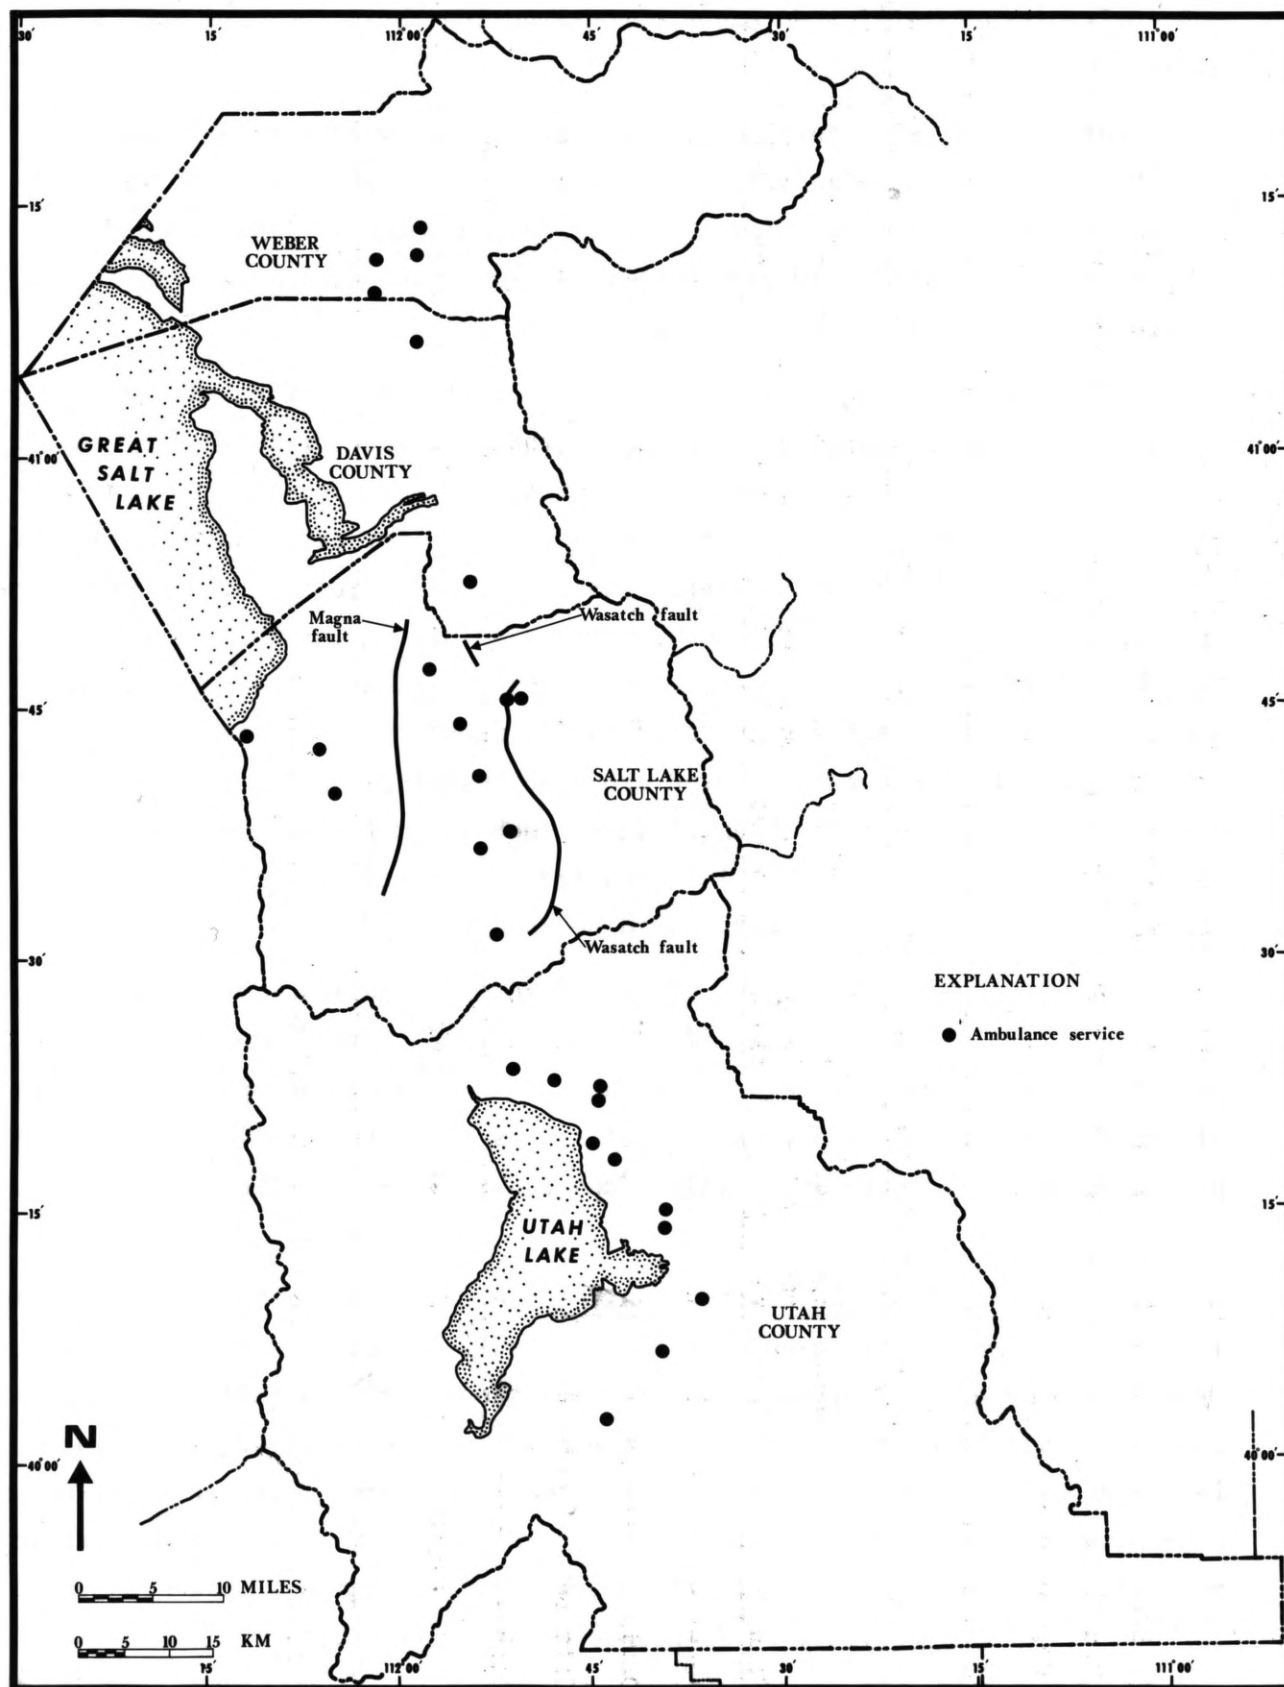 30′ 15′ 112°00′ 45′ 30′ 15′ 111°00′
15′ 15′
WEBER
COUNTY
GREAT
SALT
LAKE
DAVIS
COUNTY
41°00′ 41°00′
Magna
fault
Wasatch fault
45′ 45′
SALT LAKE
COUNTY
Wasatch fault
30′ 30′
EXPLANATION
Ambulance service
15′ 15′
UTAH
LAKE
UTAH
COUNTY
N
40°00′ 40°00′
0 5 10 MILES
0 5 10 15 KM
15′ 112°00′ 45′ 30′ 15′ 111°00′